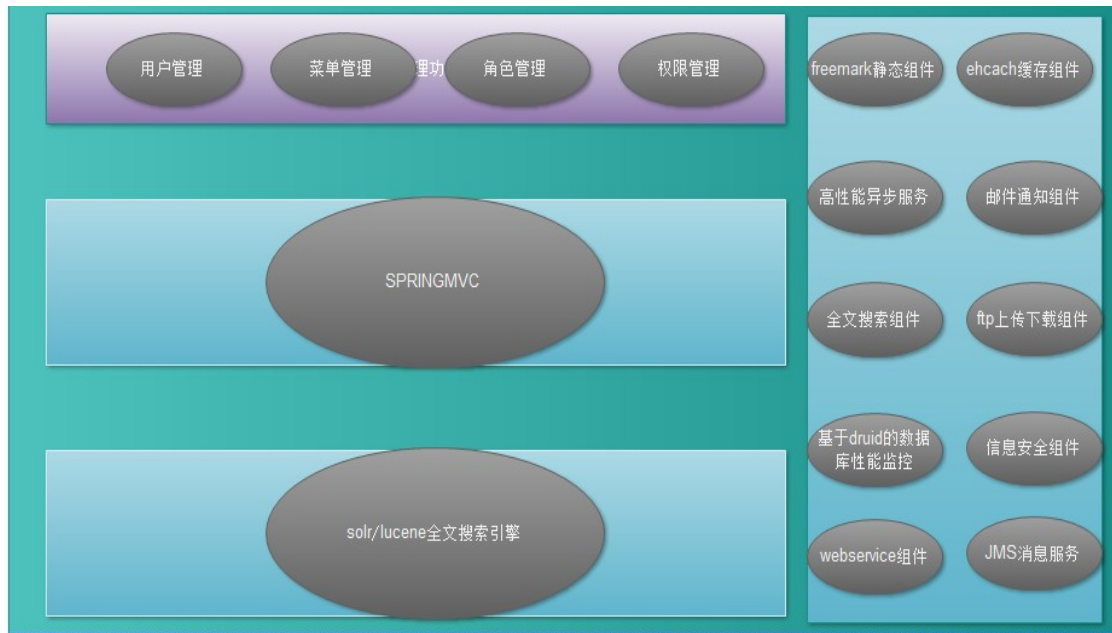 用户管理
菜单管理
理功
角色管理
权限管理
freemark静态组件
ehcach缓存组件
高性能异步服务
邮件通知组件
SPRINGMVC
全文搜索组件
ftp上传下载组件
基于druid的数据
库性能监控
信息安全组件
solr/lucene全文搜索引擎
webservice组件
JMS消息服务